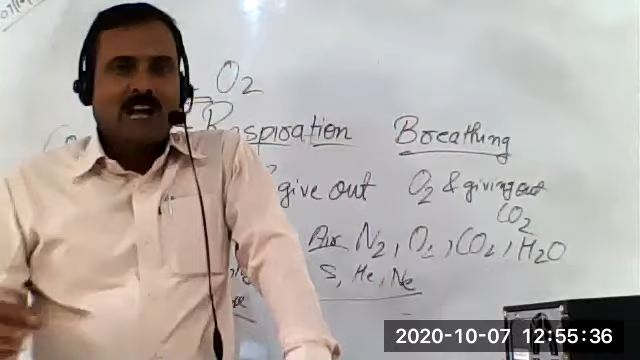 = O2
Respiration Breathing
give out O2 & giving out
CO2
Air N2, O2, CO2, H2O
S, He, Ne
2020-10-07 12:55:36